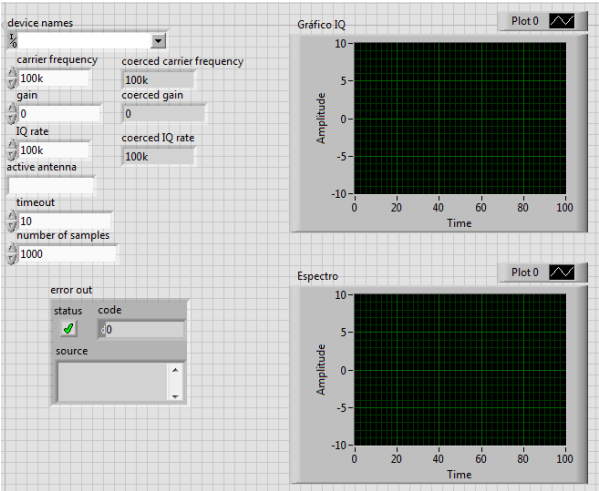 device names
carrier frequency
100k
coerced carrier frequency
100k
gain
0
coerced gain
0
IQ rate
100k
coerced IQ rate
100k
active antenna
timeout
10
number of samples
1000
error out
status
code
0
source
Gráfico IQ
Plot 0
10
5
0
-5
-10
Amplitude
0 20 40 60 80 100
Time
Espectro
Plot 0
10
5
0
-5
-10
Amplitude
0 20 40 60 80 100
Time